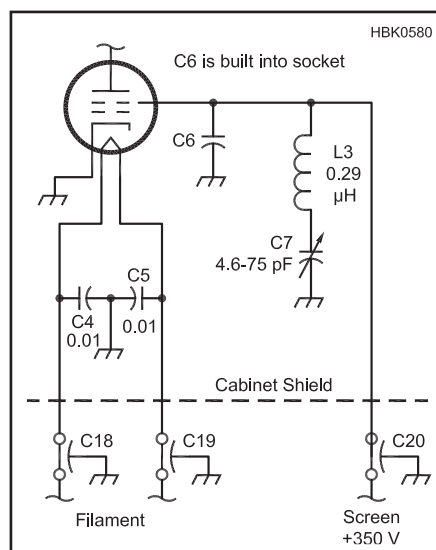 HBK0580
C6 is built into socket
C6
L3
0.29
µH
C7
4.6-75 pF
C5
C4
0.01
0.01
Cabinet Shield
C18
C19
C20
Filament
Screen
+350 V